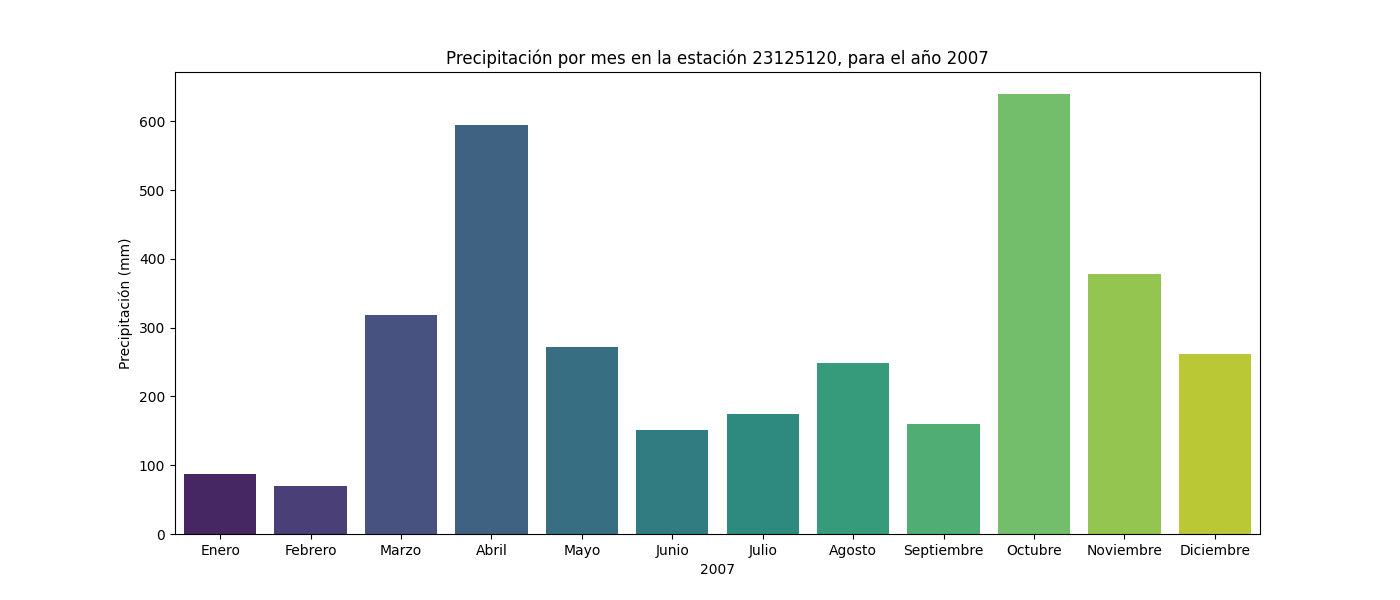 Precipitación por mes en la estación 23125120, para el año 2007
Precipitación (mm)
600
500
400
300
200
100
0
Enero Febrero Marzo Abril Mayo Junio Julio Agosto Septiembre Octubre Noviembre Diciembre
2007